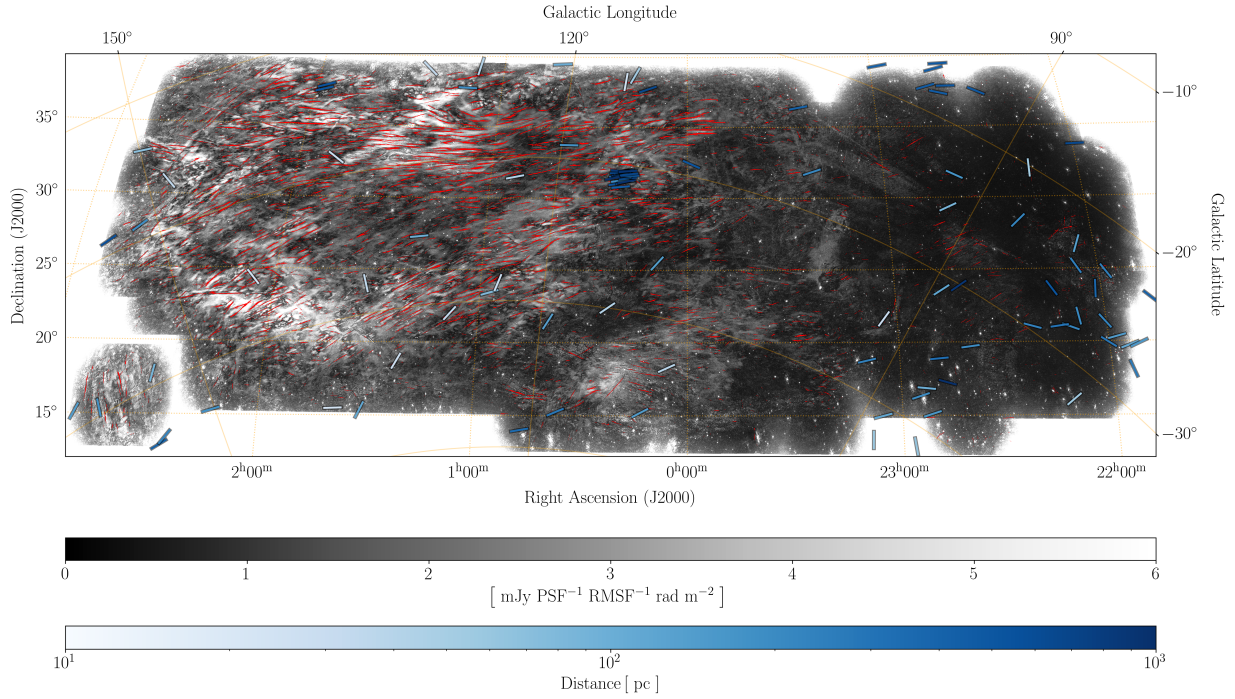 Galactic Longitude
150° 120° 90°
35°
30°
25°
20°
15°
Declination (J2000)
−10°
−20°
−30°
Galactic Latitude
2ʰ00ᵐ 1ʰ00ᵐ 0ʰ00ᵐ 23ʰ00ᵐ 22ʰ00ᵐ
Right Ascension (J2000)
0 1 2 3 4 5 6
[ mJy PSF⁻¹ RMSF⁻¹ rad m⁻² ]
10¹ 10² 10³
Distance [ pc ]